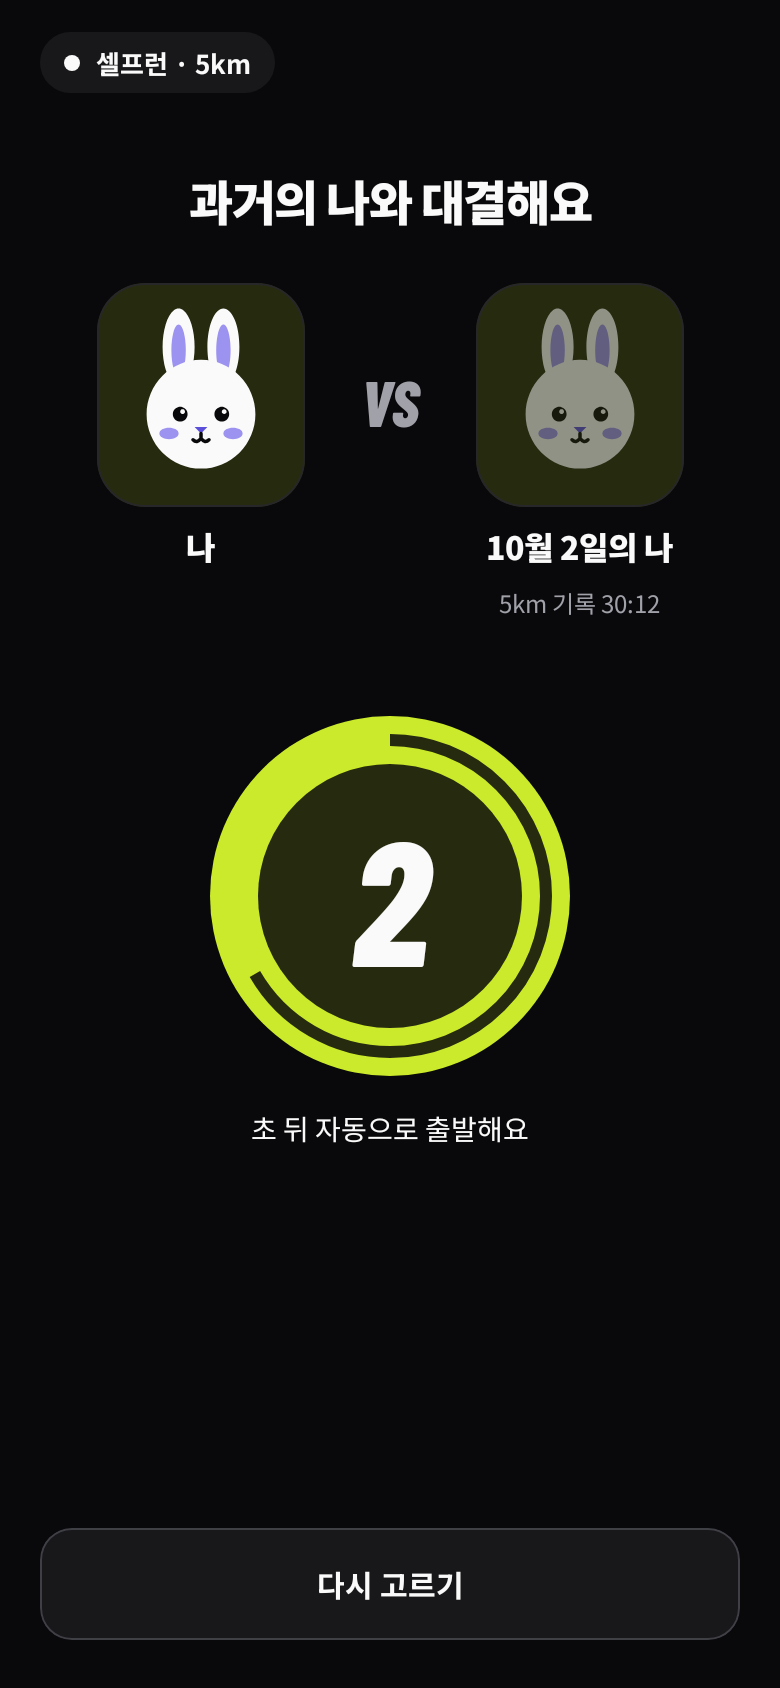 셀프런 · 5km
과거의 나와 대결해요
VS
나
10월 2일의 나
5km 기록 30:12
2
초 뒤 자동으로 출발해요
다시 고르기